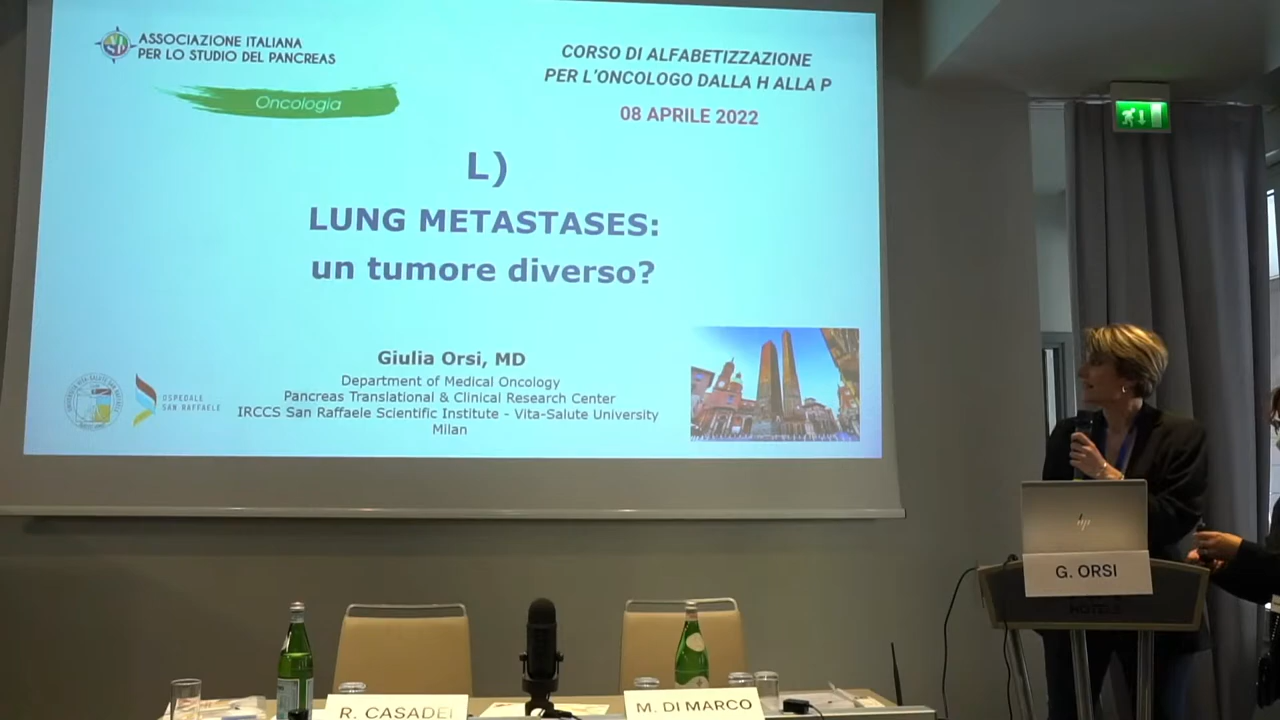 ASSOCIAZIONE ITALIANA
PER LO STUDIO DEL PANCREAS
Oncologia
CORSO DI ALFABETIZZAZIONE
PER L'ONCOLOGO DALLA H ALLA P
08 APRILE 2022
L)
LUNG METASTASES:
un tumore diverso?
Giulia Orsi, MD
Department of Medical Oncology
Pancreas Translational & Clinical Research Center
IRCCS San Raffaele Scientific Institute - Vita-Salute University
Milan
OSPEDALE
SAN RAFFAELE
hp
G. ORSI
HOTELS
R. CASADEI
M. DI MARCO